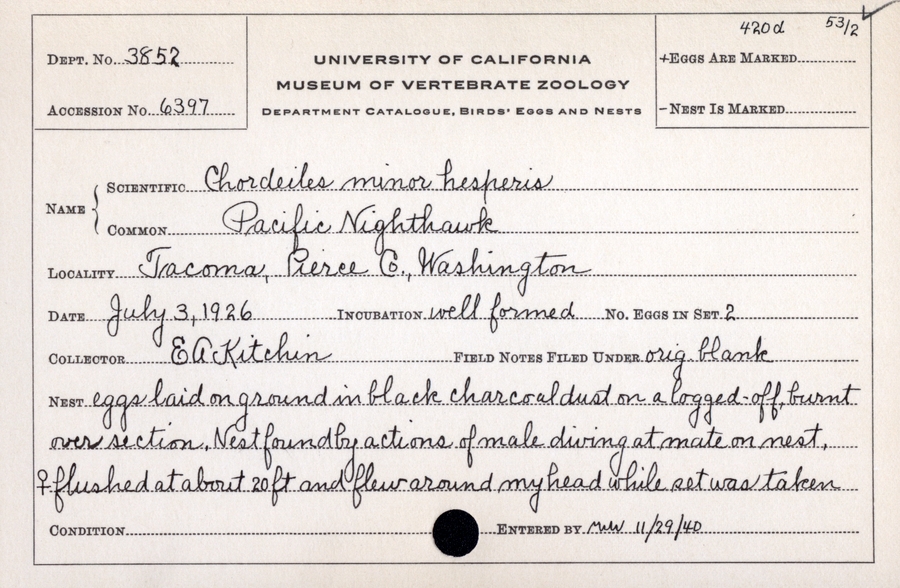 420d 53/2
Dept. No. 3852
UNIVERSITY OF CALIFORNIA
+Eggs Are Marked
MUSEUM OF VERTEBRATE ZOOLOGY
Accession No. 6397
Department Catalogue, Birds' Eggs and Nests
-Nest Is Marked
Name { Scientific Chordeiles minor hesperis
Common Pacific Nighthawk
Locality Tacoma, Pierce Co., Washington
Date July 3, 1926 Incubation well formed No. Eggs in Set 2
Collector E A Kitchin Field Notes Filed Under orig blank
Nest eggs laid on ground in black charcoal dust on a logged-off, burnt
over section. Nest found by actions of male diving at mate on nest.
♀ flushed at about 20 ft and flew around my head while set was taken
Condition Entered by MWW 11/29/40